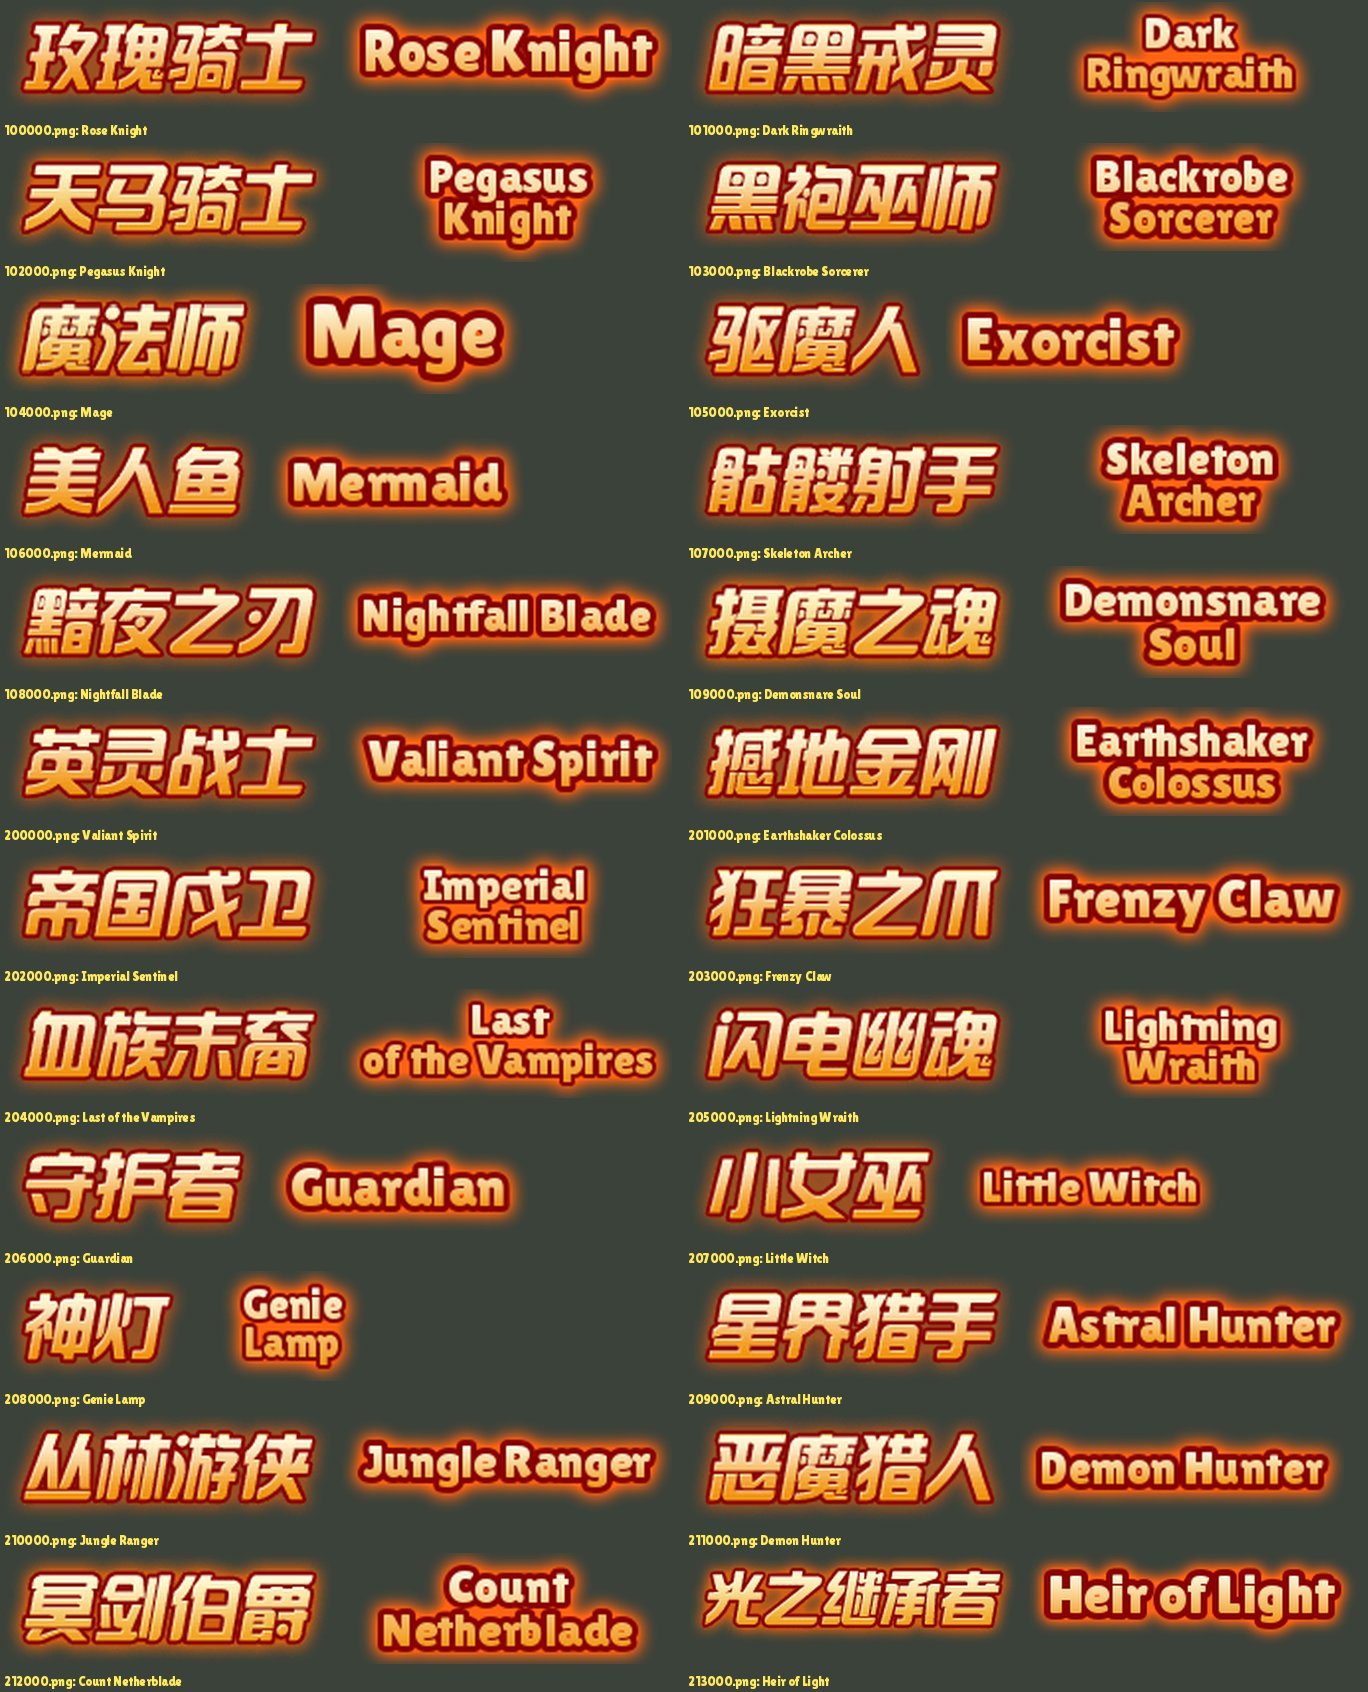 玫瑰骑士 Rose Knight
100000.png: Rose Knight
暗黑戒灵 Dark
Ringwraith
101000.png: Dark Ringwraith
天马骑士 Pegasus
Knight
102000.png: Pegasus Knight
黑袍巫师 Blackrobe
Sorcerer
103000.png: Blackrobe Sorcerer
魔法师 Mage
104000.png: Mage
驱魔人 Exorcist
105000.png: Exorcist
美人鱼 Mermaid
106000.png: Mermaid
骷髅射手 Skeleton
Archer
107000.png: Skeleton Archer
黯夜之刃 Nightfall Blade
108000.png: Nightfall Blade
摄魔之魂 Demonsnare
Soul
109000.png: Demonsnare Soul
英灵战士 Valiant Spirit
200000.png: Valiant Spirit
撼地金刚 Earthshaker
Colossus
201000.png: Earthshaker Colossus
帝国戍卫 Imperial
Sentinel
202000.png: Imperial Sentinel
狂暴之爪 Frenzy Claw
203000.png: Frenzy Claw
血族末裔 Last
of the Vampires
204000.png: Last of the Vampires
闪电幽魂 Lightning
Wraith
205000.png: Lightning Wraith
守护者 Guardian
206000.png: Guardian
小女巫 Little Witch
207000.png: Little Witch
神灯 Genie
Lamp
208000.png: Genie Lamp
星界猎手 Astral Hunter
209000.png: Astral Hunter
丛林游侠 Jungle Ranger
210000.png: Jungle Ranger
恶魔猎人 Demon Hunter
211000.png: Demon Hunter
冥剑伯爵 Count
Netherblade
212000.png: Count Netherblade
光之继承者 Heir of Light
213000.png: Heir of Light